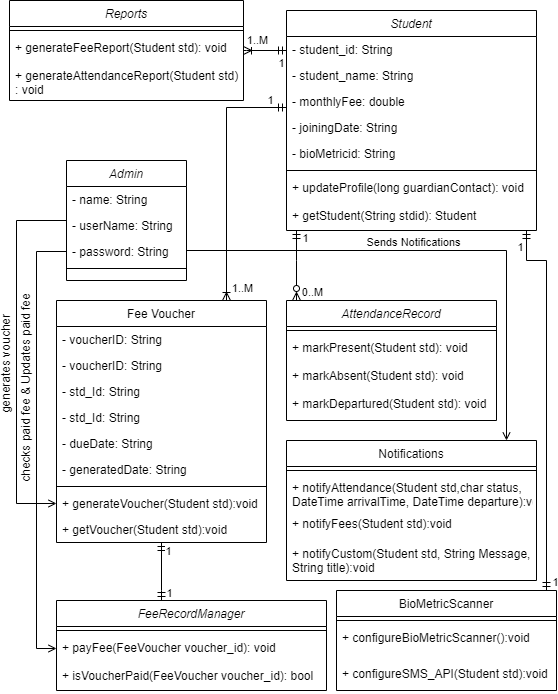 Reports
+ generateFeeReport(Student std): void
+ generateAttendanceReport(Student std)
: void
1..M
1
Student
- student_id: String
- student_name: String
- monthlyFee: double
- joiningDate: String
- bioMetricid: String
+ updateProfile(long guardianContact): void
+ getStudent(String stdid): Student
1
1
1
Admin
- name: String
- userName: String
- password: String
Sends Notifications
generates voucher
checks paid fee & Updates paid fee
1..M
0..M
Fee Voucher
- voucherID: String
- voucherID: String
- std_Id: String
- std_Id: String
- dueDate: String
- generatedDate: String
+ generateVoucher(Student std):void
+ getVoucher(Student std):void
AttendanceRecord
+ markPresent(Student std): void
+ markAbsent(Student std): void
+ markDeparted(Student std): void
Notifications
+ notifyAttendance(Student std,char status,
DateTime arrivalTime, DateTime departure):v
+ notifyFees(Student std):void
+ notifyCustom(Student std, String Message,
String title):void
1
1
1
FeeRecordManager
+ payFee(FeeVoucher voucher_id): void
+ isVoucherPaid(FeeVoucher voucher_id): bool
BioMetricScanner
+ configureBioMetricScanner():void
+ configureSMS_API(Student std):void